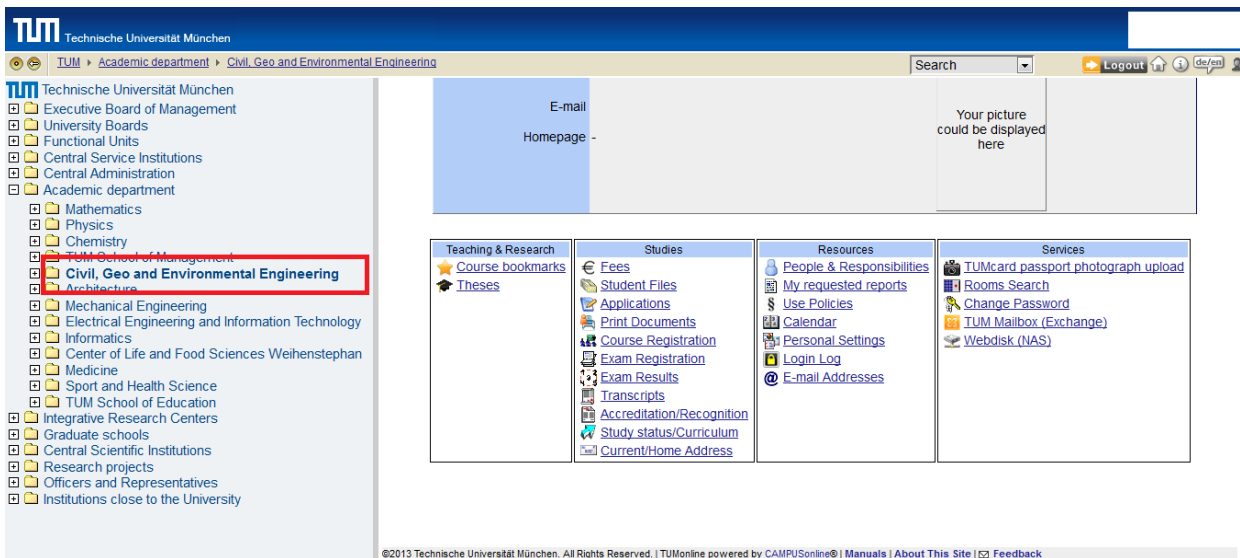 TUM Technische Universität München
TUM Academic department Civil, Geo and Environmental Engineering
Search
Logout
de/en
Technische Universität München
Executive Board of Management
University Boards
Functional Units
Central Service Institutions
Central Administration
Academic department
Mathematics
Physics
Chemistry
TUM School of Management
Civil, Geo and Environmental Engineering
Architecture
Mechanical Engineering
Electrical Engineering and Information Technology
Informatics
Center of Life and Food Sciences Weihenstephan
Medicine
Sport and Health Science
TUM School of Education
Integrative Research Centers
Graduate schools
Central Scientific Institutions
Research projects
Officers and Representatives
Institutions close to the University
E-mail
Homepage -
Your picture
could be displayed
here
Teaching & Research
Course bookmarks
Theses
Studies
€ Fees
Student Files
Applications
Print Documents
Course Registration
Exam Registration
Exam Results
Transcripts
Accreditation/Recognition
Study status/Curriculum
Current/Home Address
Resources
People & Responsibilities
My requested reports
§ Use Policies
Calendar
Personal Settings
Login Log
@ E-mail Addresses
Services
TUMcard passport photograph upload
Rooms Search
Change Password
TUM Mailbox (Exchange)
Webdisk (NAS)
©2013 Technische Universität München. All Rights Reserved. | TUMonline powered by CAMPUSonline® | Manuals | About This Site | Feedback